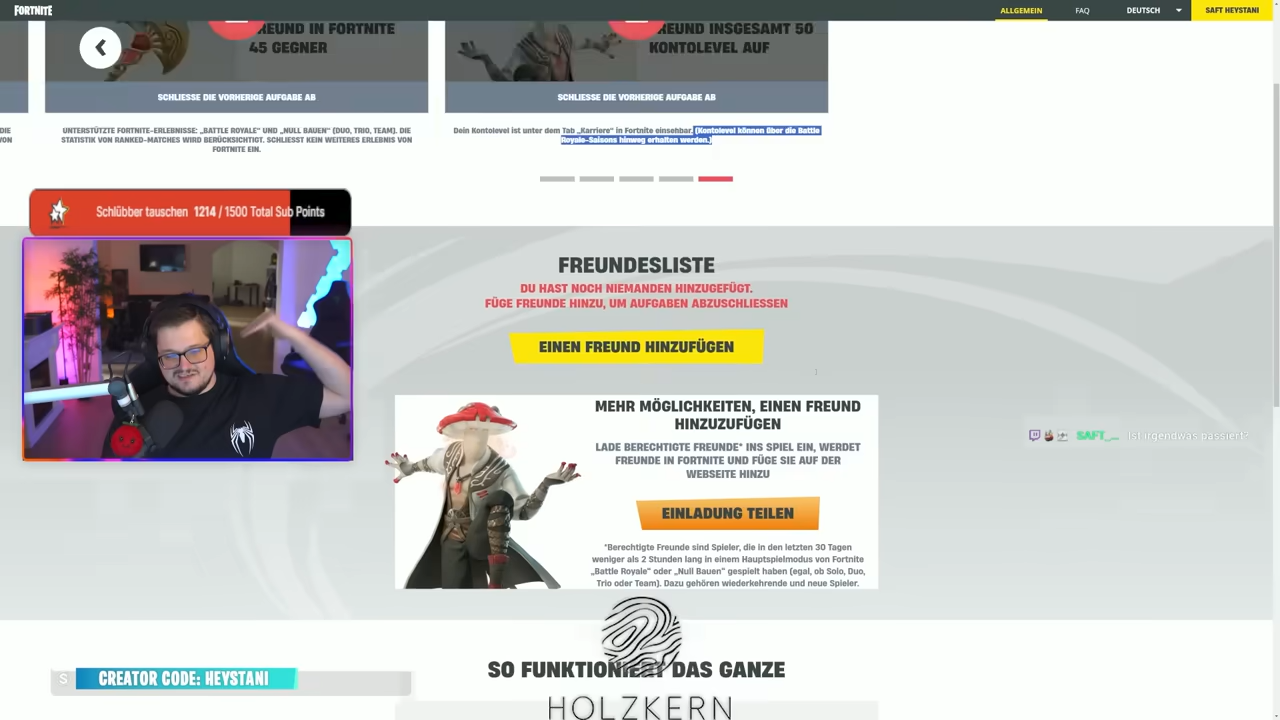 FORTNITE
ALLGEMEIN
FAQ
DEUTSCH
SAFT HEYSTANI
REUND IN FORTNITE
45 GEGNER
SCHLIESSE DIE VORHERIGE AUFGABE AB
UNTERSTÜTZTE FORTNITE-ERLEBNISSE: „BATTLE ROYALE“ UND „NULL BAUEN“ (DUO, TRIO, TEAM). DIE
STATISTIK VON RANKED-MATCHES WIRD BERÜCKSICHTIGT. SCHLIESST KEIN WEITERES ERLEBNIS VON
FORTNITE EIN.
REUND INSGESAMT 50
KONTOLEVEL AUF
SCHLIESSE DIE VORHERIGE AUFGABE AB
Dein Kontolevel ist unter dem Tab „Karriere“ in Fortnite einsehbar. (Kontolevel können über die Battle
Royale-Saisons hinweg erhalten werden.)
DIE
VON
Schlübber tauschen 1214 / 1500 Total Sub Points
FREUNDESLISTE
DU HAST NOCH NIEMANDEN HINZUGEFÜGT.
FÜGE FREUNDE HINZU, UM AUFGABEN ABZUSCHLIESSEN
EINEN FREUND HINZUFÜGEN
MEHR MÖGLICHKEITEN, EINEN FREUND
HINZUZUFÜGEN
LADE BERECHTIGTE FREUNDE* INS SPIEL EIN, WERDET
FREUNDE IN FORTNITE UND FÜGE SIE AUF DER
WEBSEITE HINZU
EINLADUNG TEILEN
*Berechtigte Freunde sind Spieler, die in den letzten 30 Tagen
weniger als 2 Stunden lang in einem Hauptspielmodus von Fortnite
„Battle Royale“ oder „Null Bauen“ gespielt haben (egal, ob Solo, Duo,
Trio oder Team). Dazu gehören wiederkehrende und neue Spieler.
SAFT_... Ist irgendwas passiert?
SO FUNKTIONIERT DAS GANZE
S
CREATOR CODE: HEYSTANI
HOLZKERN